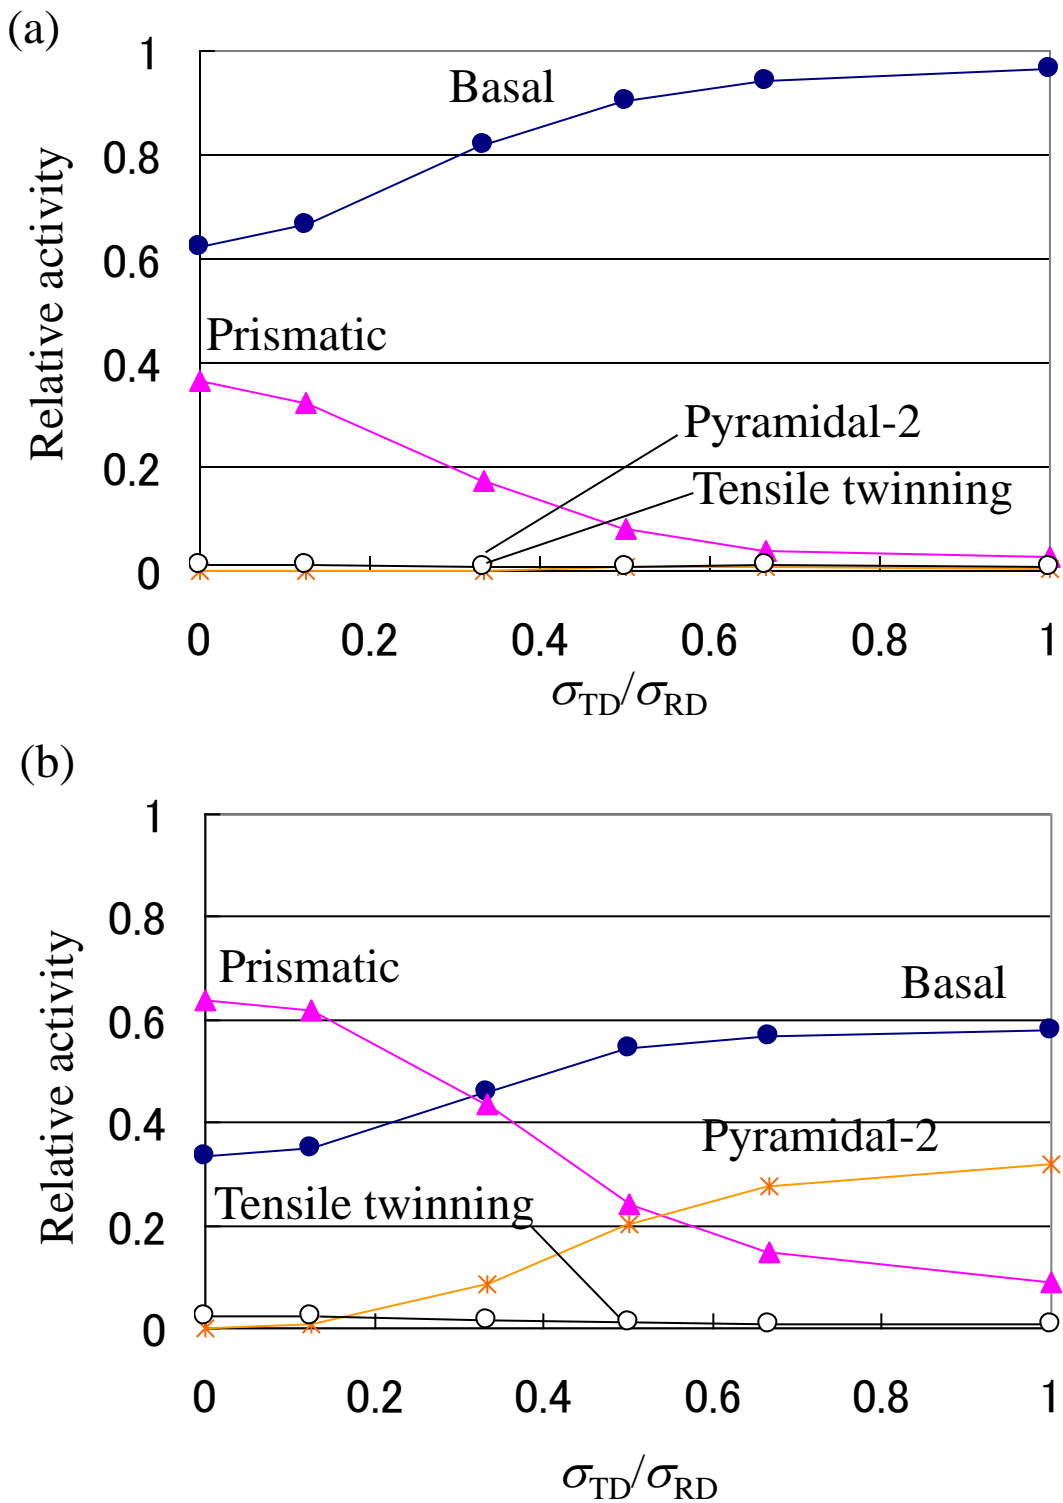 (a)
1
Basal
0.8
0.6
Prismatic
0.4
Pyramidal-2
0.2
Tensile twinning
0
Relative activity
0 0.2 0.4 0.6 0.8 1
σTD/σRD
(b)
1
0.8
Prismatic
Basal
0.6
0.4
Pyramidal-2
Tensile twinning
0.2
0
Relative activity
0 0.2 0.4 0.6 0.8 1
σTD/σRD